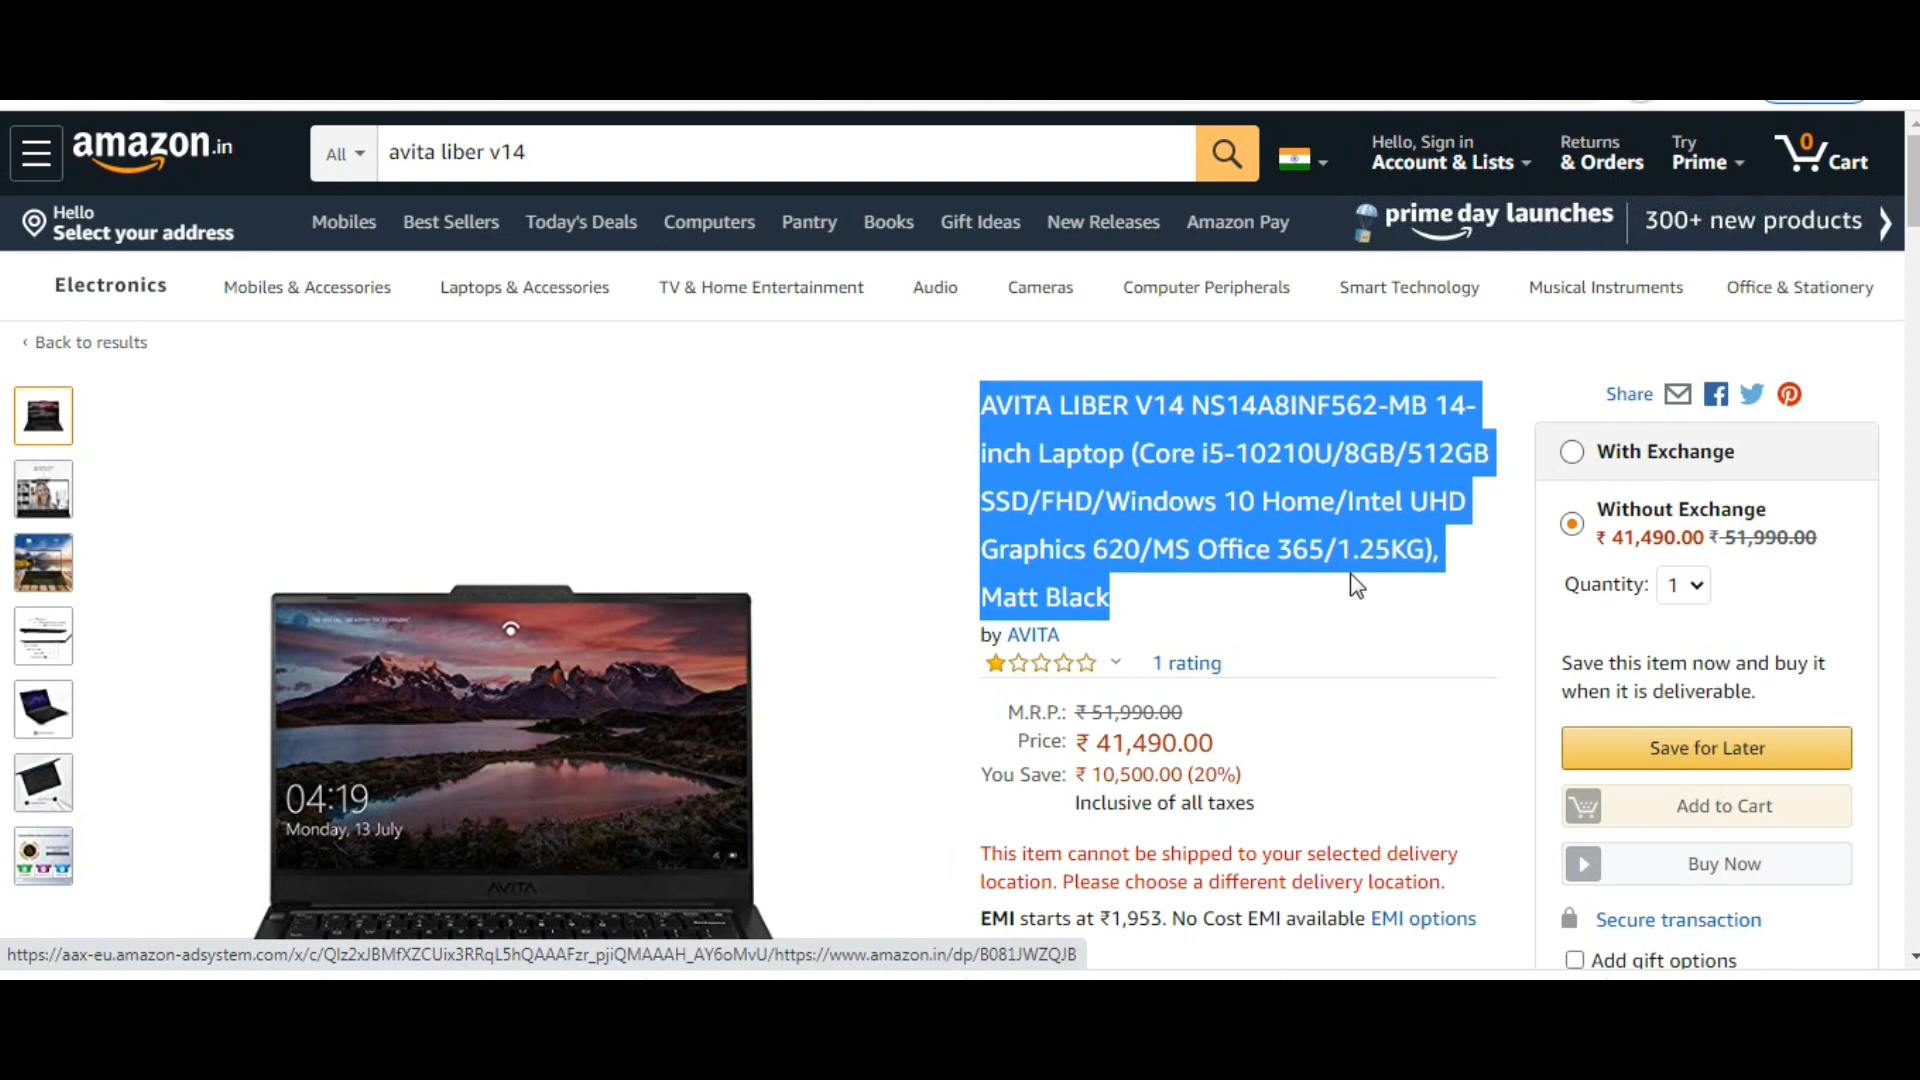 amazon.in
All
avita liber v14
Hello, Sign in
Account & Lists
Returns
& Orders
Try
Prime
0
Cart
Hello
Select your address
Mobiles
Best Sellers
Today's Deals
Computers
Pantry
Books
Gift Ideas
New Releases
Amazon Pay
prime day launches
300+ new products
Electronics
Mobiles & Accessories
Laptops & Accessories
TV & Home Entertainment
Audio
Cameras
Computer Peripherals
Smart Technology
Musical Instruments
Office & Stationery
‹ Back to results
AVITA LIBER V14 NS14A8INF562-MB 14-
inch Laptop (Core i5-10210U/8GB/512GB
SSD/FHD/Windows 10 Home/Intel UHD
Graphics 620/MS Office 365/1.25KG),
Matt Black
by AVITA
1 rating
M.R.P.: ₹ 51,990.00
Price: ₹ 41,490.00
You Save: ₹ 10,500.00 (20%)
Inclusive of all taxes
This item cannot be shipped to your selected delivery
location. Please choose a different delivery location.
EMI starts at ₹1,953. No Cost EMI available EMI options
04:19
Monday, 13 July
AVITA
Share
With Exchange
Without Exchange
₹ 41,490.00 ₹ 51,990.00
Quantity: 1
Save this item now and buy it
when it is deliverable.
Save for Later
Add to Cart
Buy Now
Secure transaction
Add gift options
https://aax-eu.amazon-adsystem.com/x/c/QIz2xJBMfXZCUix3RRqL5hQAAAFzr_pjiQMAAAH_AY6oMvU/https://www.amazon.in/dp/B081JWZQJB